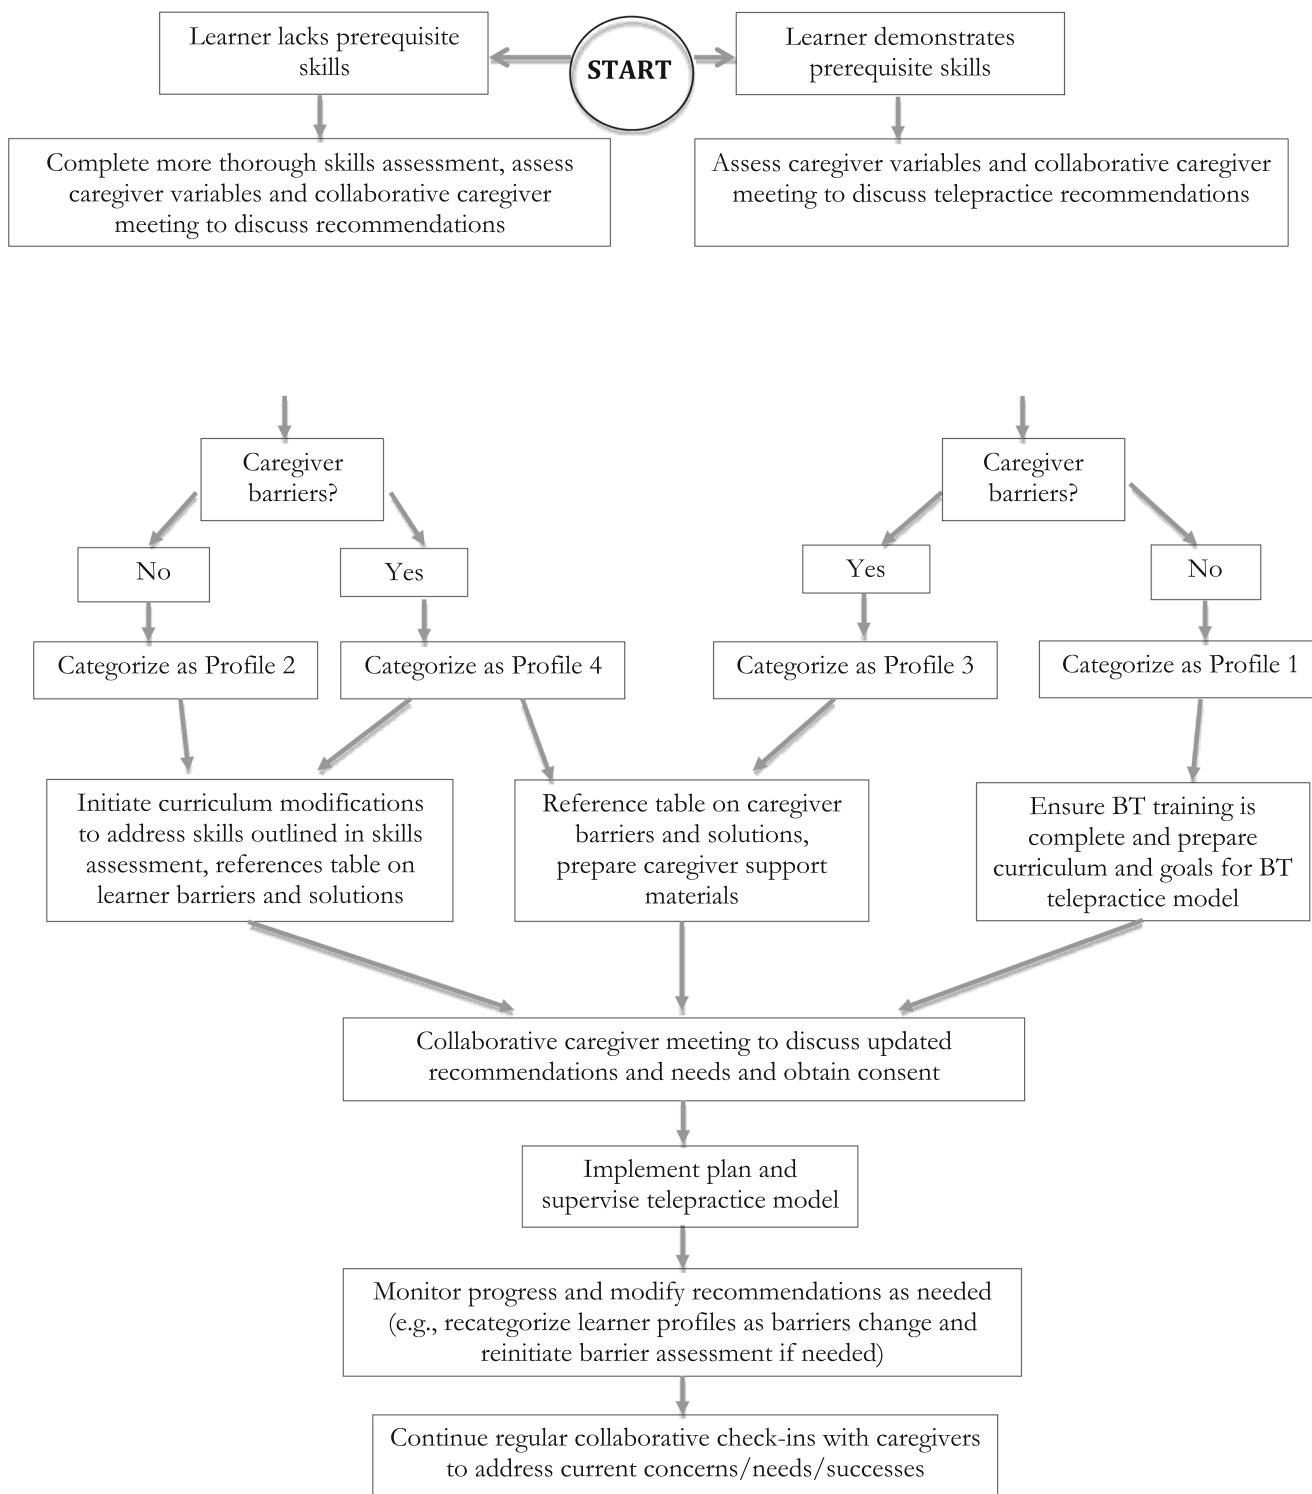 Learner lacks prerequisite
skills
START
Learner demonstrates
prerequisite skills
Complete more thorough skills assessment, assess
caregiver variables and collaborative caregiver
meeting to discuss recommendations
Assess caregiver variables and collaborative caregiver
meeting to discuss telepractice recommendations
Caregiver
barriers?
Caregiver
barriers?
No
Yes
Yes
No
Categorize as Profile 2
Categorize as Profile 4
Categorize as Profile 3
Categorize as Profile 1
Initiate curriculum modifications
to address skills outlined in skills
assessment, references table on
learner barriers and solutions
Reference table on caregiver
barriers and solutions,
prepare caregiver support
materials
Ensure BT training is
complete and prepare
curriculum and goals for BT
telepractice model
Collaborative caregiver meeting to discuss updated
recommendations and needs and obtain consent
Implement plan and
supervise telepractice model
Monitor progress and modify recommendations as needed
(e.g., recategorize learner profiles as barriers change and
reinitiate barrier assessment if needed)
Continue regular collaborative check-ins with caregivers
to address current concerns/needs/successes